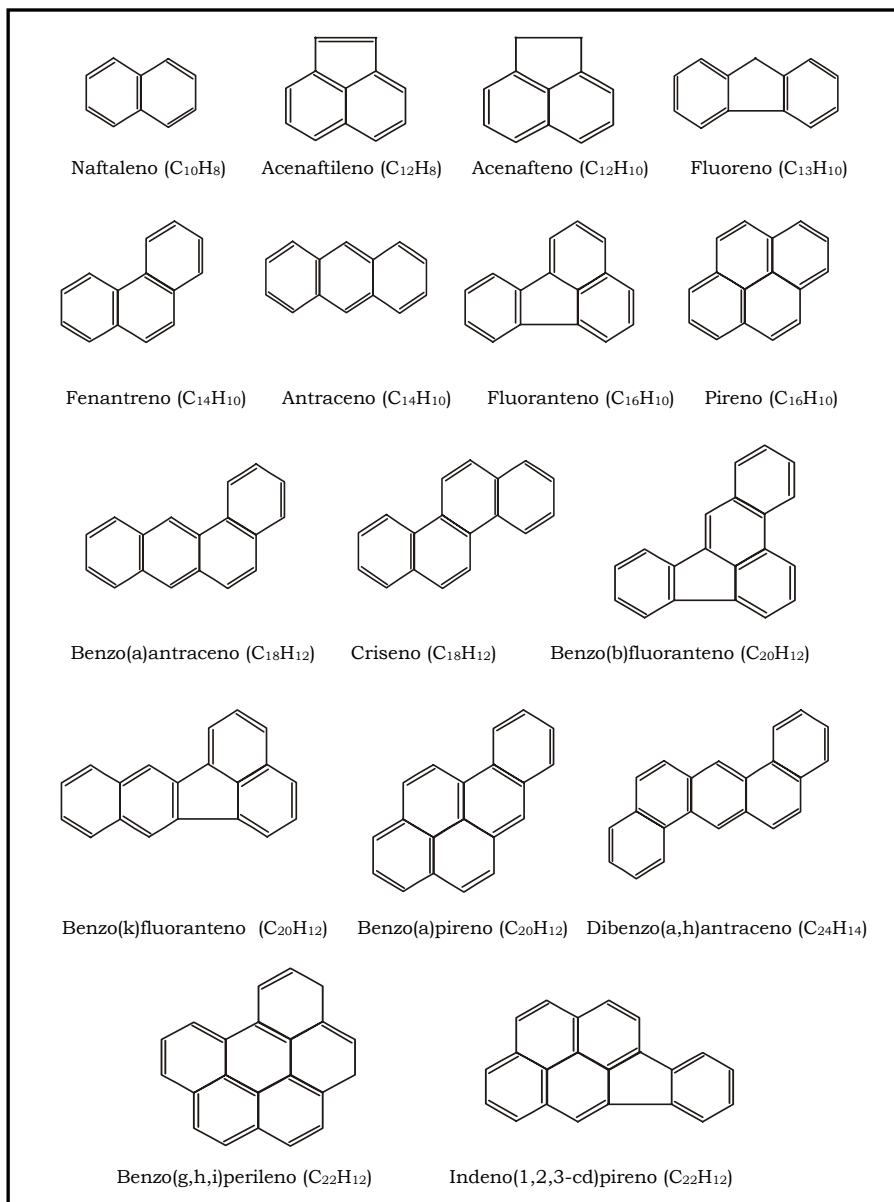 Naftaleno (C₁₀H₈) Acenaftileno (C₁₂H₈) Acenafteno (C₁₂H₁₀) Fluoreno (C₁₃H₁₀)
Fenantreno (C₁₄H₁₀) Antraceno (C₁₄H₁₀) Fluoranteno (C₁₆H₁₀) Pireno (C₁₆H₁₀)
Benzo(a)antraceno (C₁₈H₁₂) Criseno (C₁₈H₁₂) Benzo(b)fluoranteno (C₂₀H₁₂)
Benzo(k)fluoranteno (C₂₀H₁₂) Benzo(a)pireno (C₂₀H₁₂) Dibenzo(a,h)antraceno (C₂₄H₁₄)
Benzo(g,h,i)perileno (C₂₂H₁₂) Indeno(1,2,3-cd)pireno (C₂₂H₁₂)